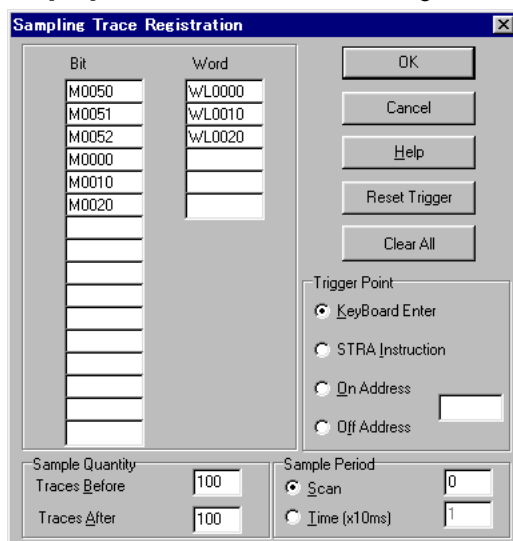 Sampling Trace Registration
Bit Word
M0050 WL0000
M0051 WL0010
M0052 WL0020
M0000
M0010
M0020
OK
Cancel
Help
Reset Trigger
Clear All
Trigger Point
KeyBoard Enter
STRA Instruction
On Address
Off Address
Sample Quantity
Traces Before 100
Traces After 100
Sample Period
Scan 0
Time (x10ms) 1